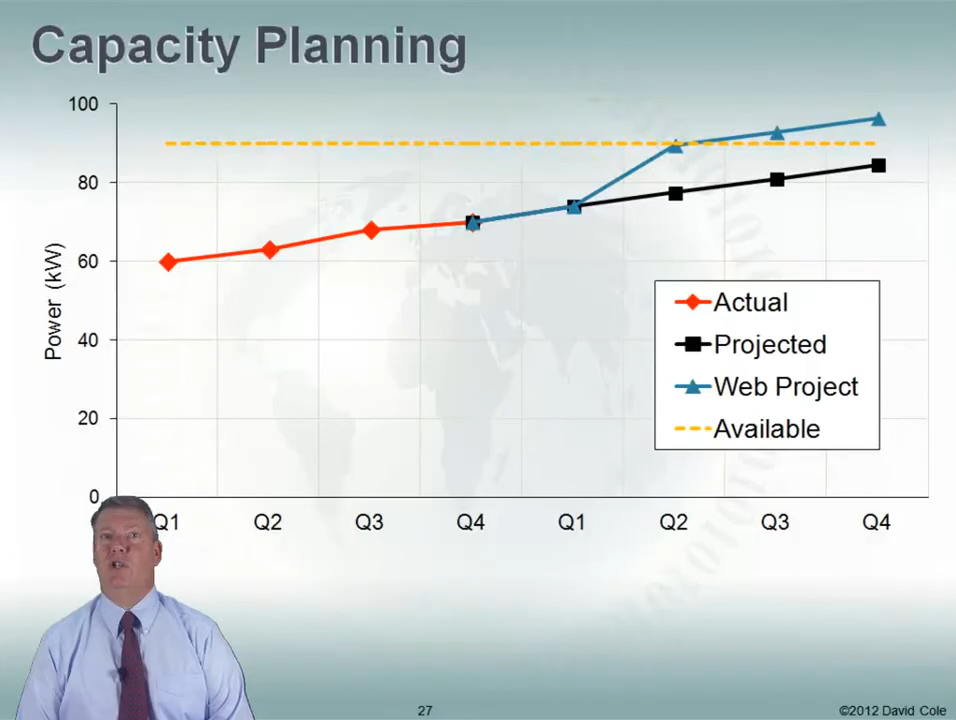 Capacity Planning
100
80
60
40
20
0
Power (kW)
Q1 Q2 Q3 Q4 Q1 Q2 Q3 Q4
Actual
Projected
Web Project
Available
27
©2012 David Cole